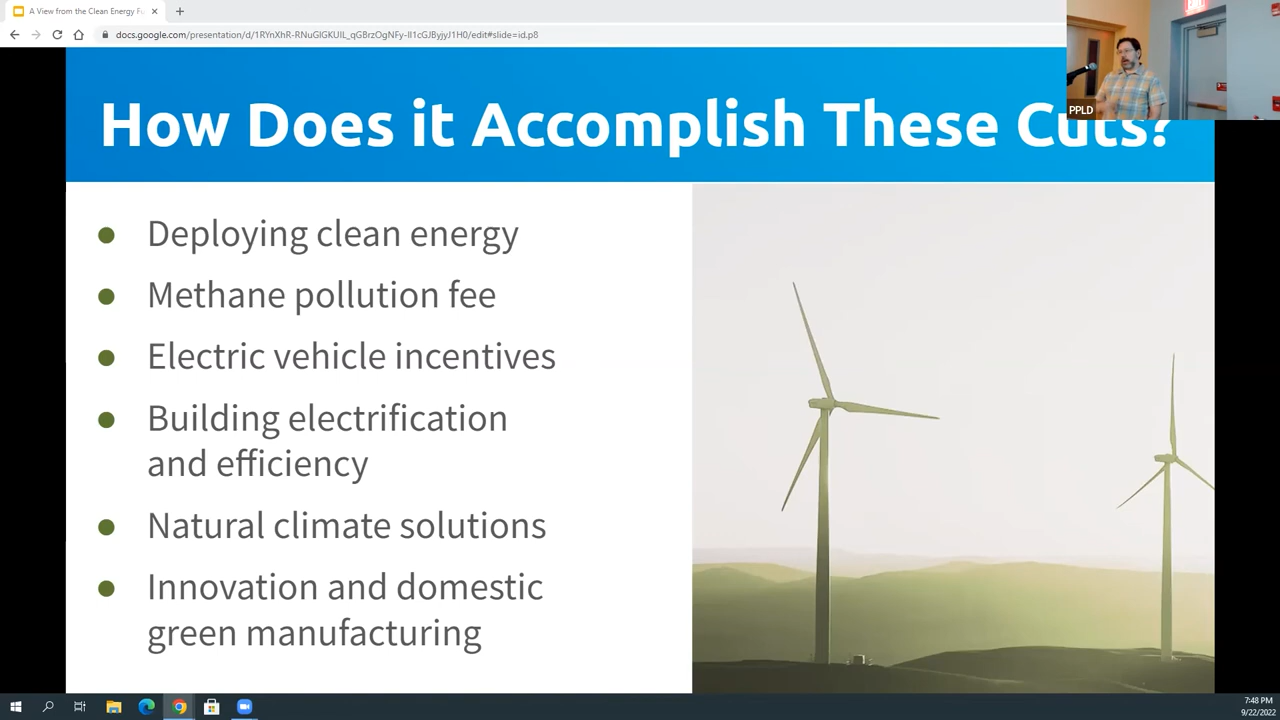 A View from the Clean Energy Fu
docs.google.com/presentation/d/1RYnXhR-RNuGlGKUIL_qGBrzOgNFy-II1cGJByjyJ1H0/edit#slide=id.p8
PPLD
How Does it Accomplish These Cuts?
Deploying clean energy
Methane pollution fee
Electric vehicle incentives
Building electrification
and efficiency
Natural climate solutions
Innovation and domestic
green manufacturing
7:48 PM
9/22/2022